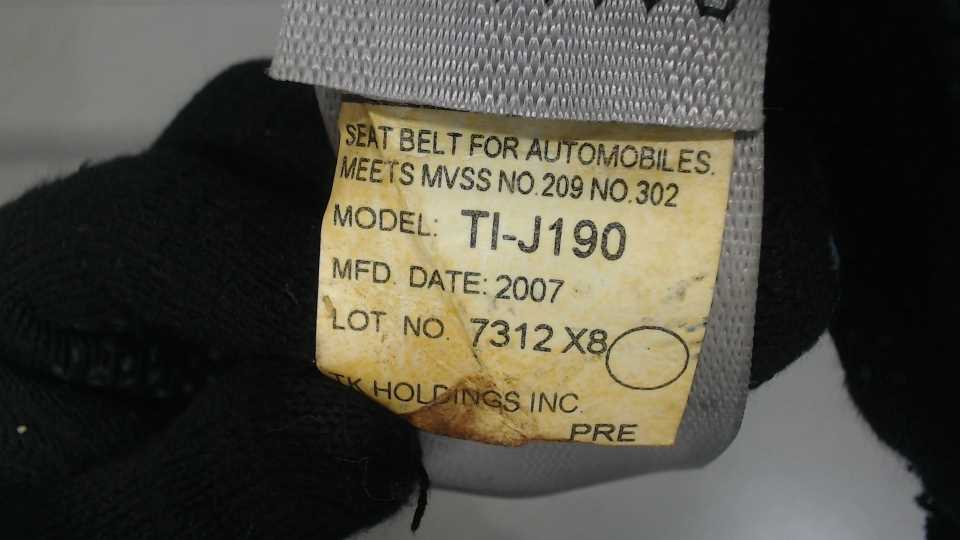 SEAT BELT FOR AUTOMOBILES.
MEETS MVSS NO.209 NO.302
MODEL: TI-J190
MFD. DATE: 2007
LOT NO. 7312 X8
TK HOLDINGS INC.
PRE